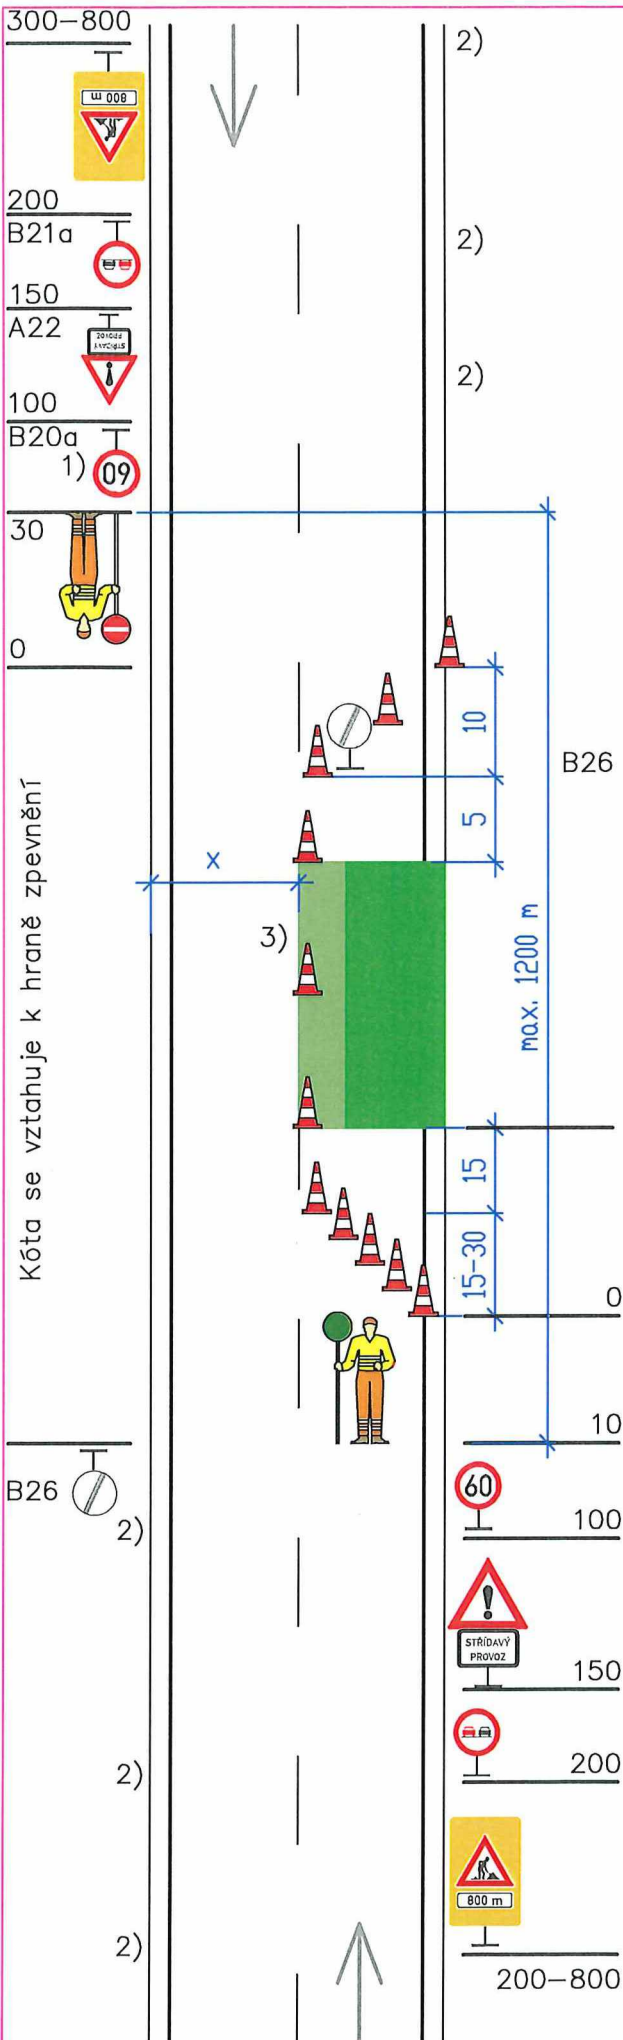 300-800
2)
800 m
200
B21a
2)
150
A22
STŘÍDAVÝ
PROVOZ
2)
100
B20a
1)
60
30
0
10
B26
5
x
3)
Kóta se vztahuje k hraně zpevnění
max. 1200 m
15
15-30
0
10
B26
60
2)
100
STŘÍDAVÝ
PROVOZ
150
200
2)
800 m
2)
200-800